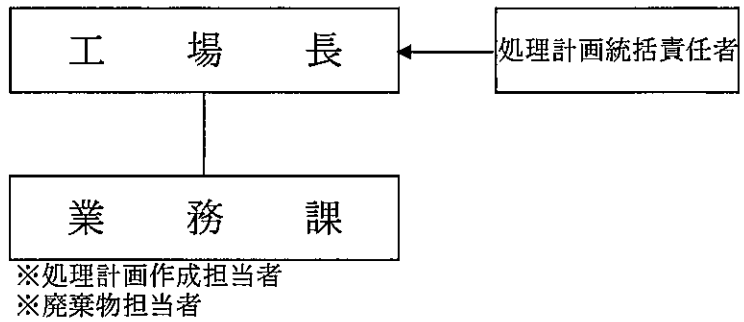 工場長
処理計画統括責任者
業務課
※処理計画作成担当者
※廃棄物担当者